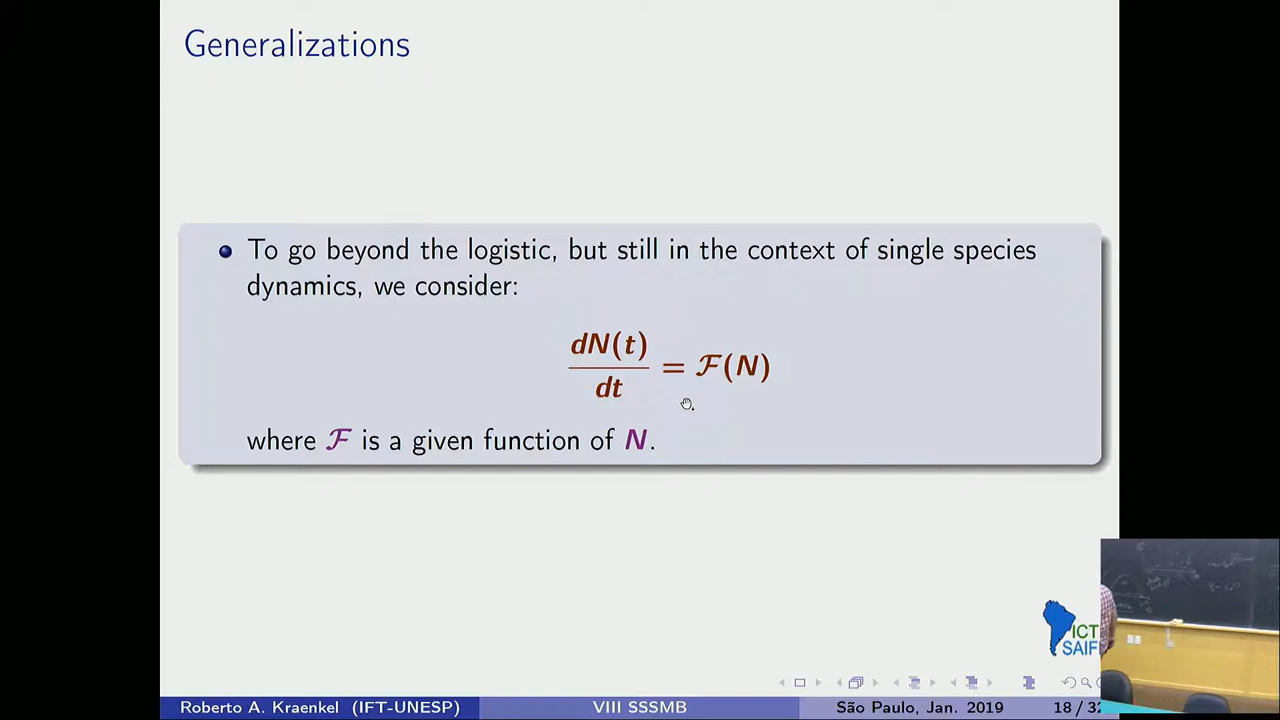 Generalizations
To go beyond the logistic, but still in the context of single species
dynamics, we consider:
dN(t)/dt = F(N)
where F is a given function of N.
ICT
SAIF
Roberto A. Kraenkel (IFT-UNESP) VIII SSSMB São Paulo, Jan. 2019 18 / 32